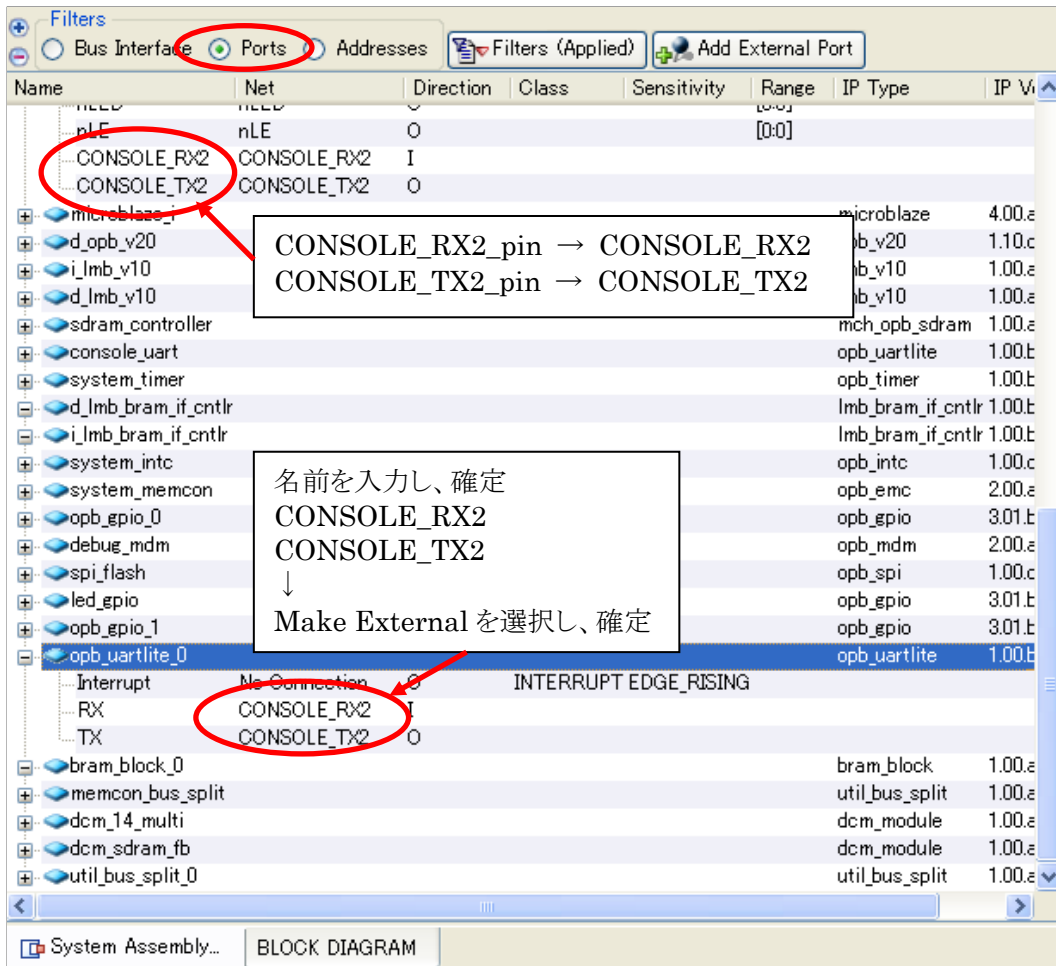 Filters
Bus Interface Ports Addresses Filters (Applied) Add External Port
Name Net Direction Class Sensitivity Range IP Type
nLE nLE O [0:0]
CONSOLE_RX2 CONSOLE_RX2 I
CONSOLE_TX2 CONSOLE_TX2 O
microblaze_i microblaze 4.00.a
CONSOLE_RX2_pin → CONSOLE_RX2
CONSOLE_TX2_pin → CONSOLE_TX2
d_opb_v20 1.10.c
i_lmb_v10 1.00.a
d_lmb_v10 1.00.a
sdram_controller mch_opb_sdram 1.00.a
console_uart opb_uartlite 1.00.b
system_timer opb_timer 1.00.b
d_lmb_bram_if_cntlr lmb_bram_if_cntlr 1.00.b
i_lmb_bram_if_cntlr lmb_bram_if_cntlr 1.00.b
system_intc opb_intc 1.00.c
system_memcon opb_emc 2.00.a
opb_gpio_0 opb_gpio 3.01.b
debug_mdm opb_mdm 2.00.a
spi_flash opb_spi 1.00.c
led_gpio opb_gpio 3.01.b
opb_gpio_1 opb_gpio 3.01.b
名前を入力し、確定
CONSOLE_RX2
CONSOLE_TX2
↓
Make External を選択し、確定
opb_uartlite_0 opb_uartlite 1.00.b
Interrupt No Connection O INTERRUPT EDGE_RISING
RX CONSOLE_RX2 I
TX CONSOLE_TX2 O
bram_block_0 bram_block 1.00.a
memcon_bus_split util_bus_split 1.00.a
dcm_14_multi dcm_module 1.00.a
dcm_sdram_fb dcm_module 1.00.a
util_bus_split_0 util_bus_split 1.00.a
System Assembly... BLOCK DIAGRAM